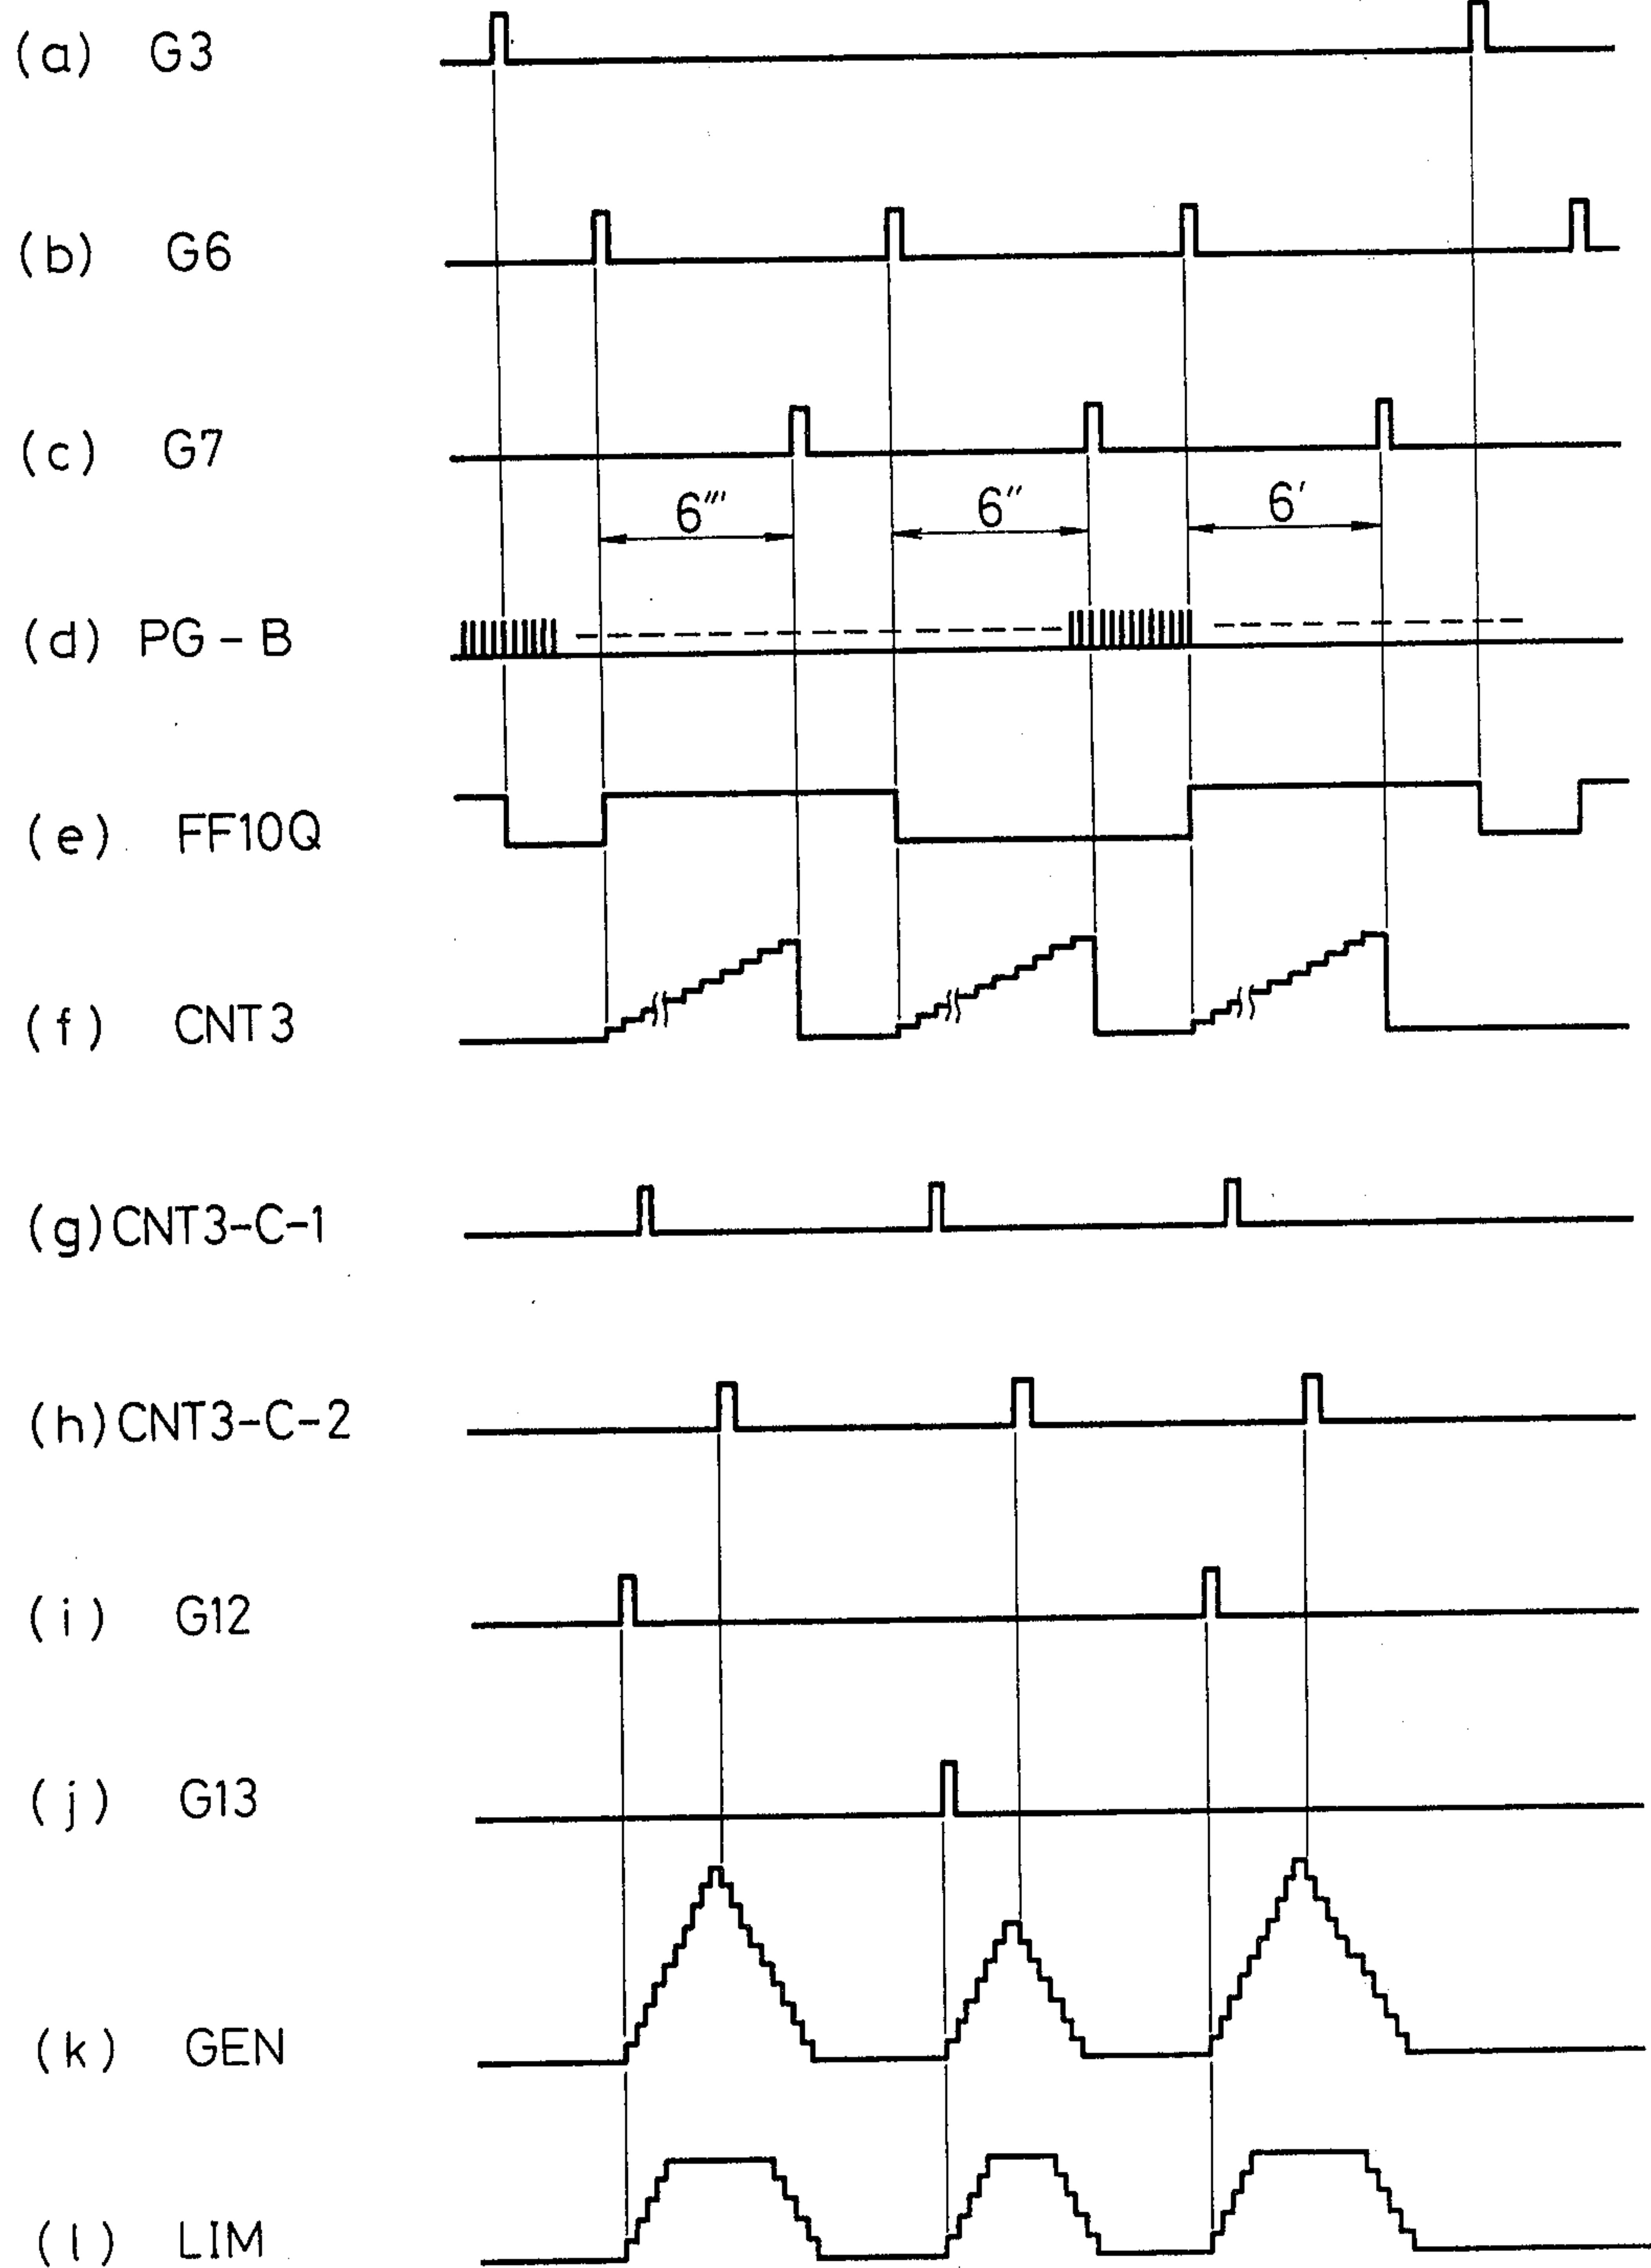 (a) G3
(b) G6
(c) G7
6‴ 6″ 6′
(d) PG-B
(e) FF10Q
(f) CNT3
(g) CNT3-C-1
(h) CNT3-C-2
(i) G12
(j) G13
(k) GEN
(l) LIM